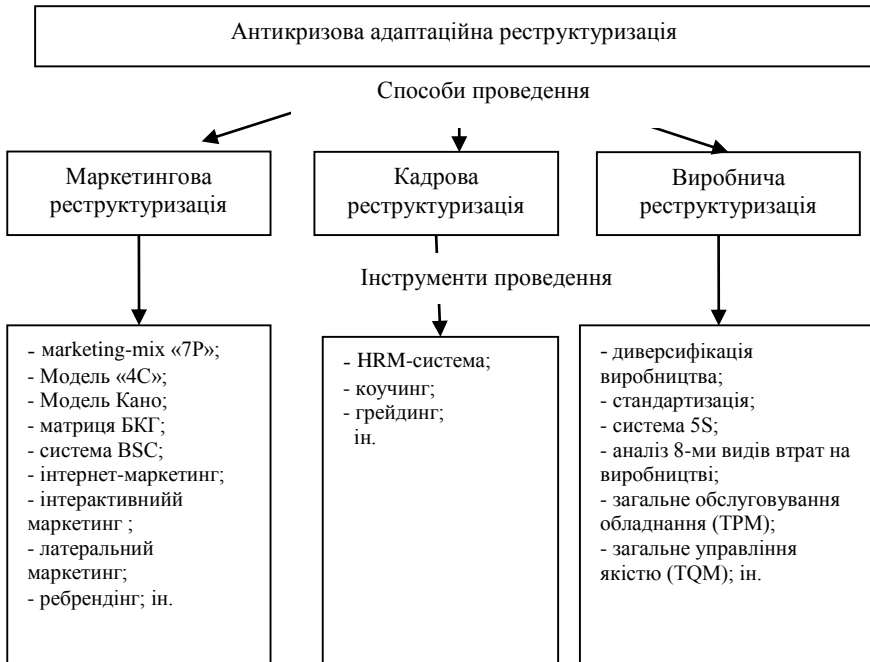 Антикризова адаптаційна реструктуризація
Способи проведення
Маркетингова
реструктуризація
Кадрова
реструктуризація
Виробнича
реструктуризація
Інструменти проведення
- marketing-mix «7P»;
- Модель «4С»;
- Модель Кано;
- матриця БКГ;
- система BSC;
- інтернет-маркетинг;
- інтерактивнийй
маркетинг ;
- латеральний
маркетинг;
- ребрендінг; ін.
- HRM-система;
- коучинг;
- грейдинг;
ін.
- диверсифікація
виробництва;
- стандартизація;
- система 5S;
- аналіз 8-ми видів втрат на
виробництві;
- загальне обслуговування
обладнання (TPM);
- загальне управління
якістю (TQM); ін.